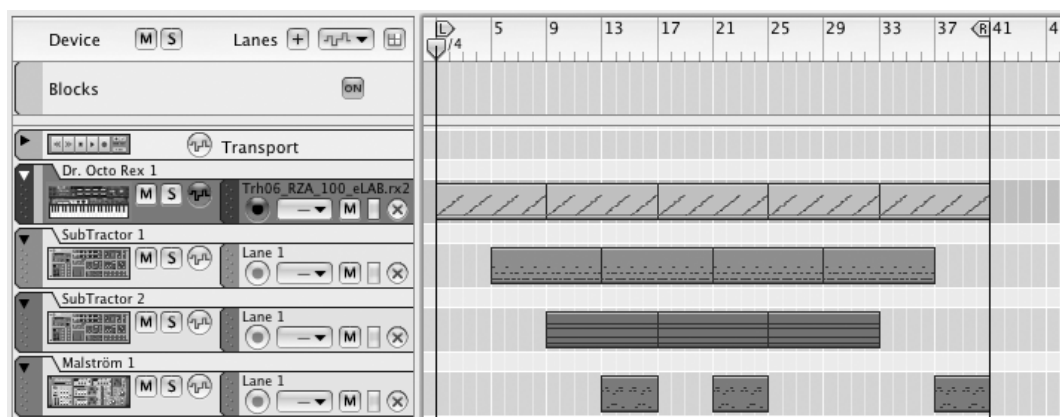 Device M S Lanes +
L 5 9 13 17 21 25 29 33 37 R 41 4
/4
Blocks ON
Transport
Dr. Octo Rex 1
M S Trh06_RZA_100_eLAB.rx2
— M
SubTractor 1
M S Lane 1
— M
SubTractor 2
M S Lane 1
— M
Malström 1
M S Lane 1
— M